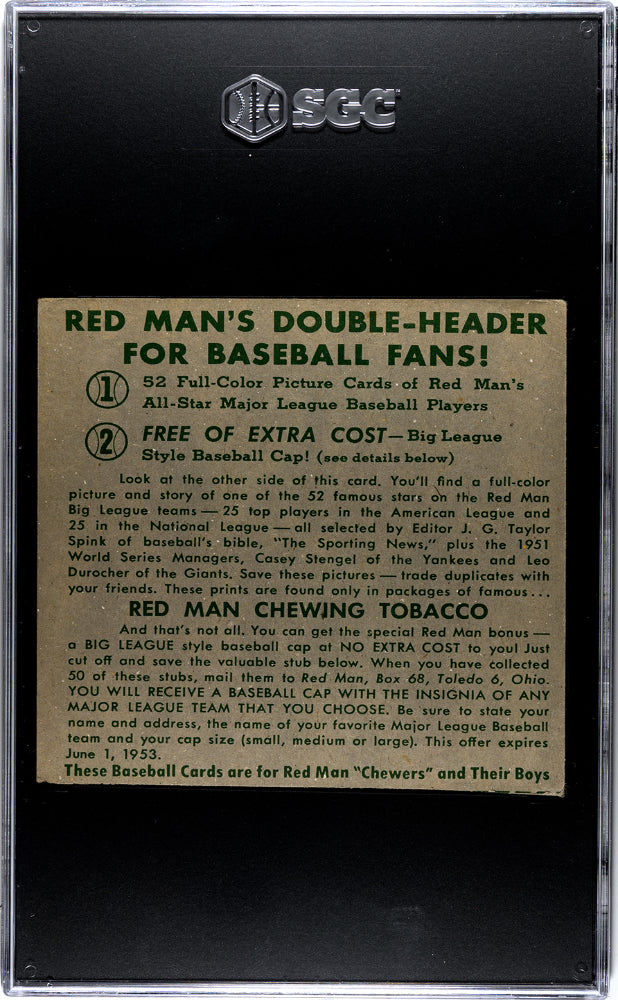 SGC
RED MAN'S DOUBLE-HEADER
FOR BASEBALL FANS!
1 52 Full-Color Picture Cards of Red Man's
All-Star Major League Baseball Players
2 FREE OF EXTRA COST—Big League
Style Baseball Cap! (see details below)
Look at the other side of this card. You'll find a full-color
picture and story of one of the 52 famous stars on the Red Man
Big League teams — 25 top players in the American League and
25 in the National League — all selected by Editor J. G. Taylor
Spink of baseball's bible, "The Sporting News," plus the 1951
World Series Managers, Casey Stengel of the Yankees and Leo
Durocher of the Giants. Save these pictures — trade duplicates with
your friends. These prints are found only in packages of famous...
RED MAN CHEWING TOBACCO
And that's not all. You can get the special Red Man bonus —
a BIG LEAGUE style baseball cap at NO EXTRA COST to you! Just
cut off and save the valuable stub below. When you have collected
50 of these stubs, mail them to Red Man, Box 68, Toledo 6, Ohio.
YOU WILL RECEIVE A BASEBALL CAP WITH THE INSIGNIA OF ANY
MAJOR LEAGUE TEAM THAT YOU CHOOSE. Be sure to state your
name and address, the name of your favorite Major League Baseball
team and your cap size (small, medium or large). This offer expires
June 1, 1953.
These Baseball Cards are for Red Man "Chewers" and Their Boys